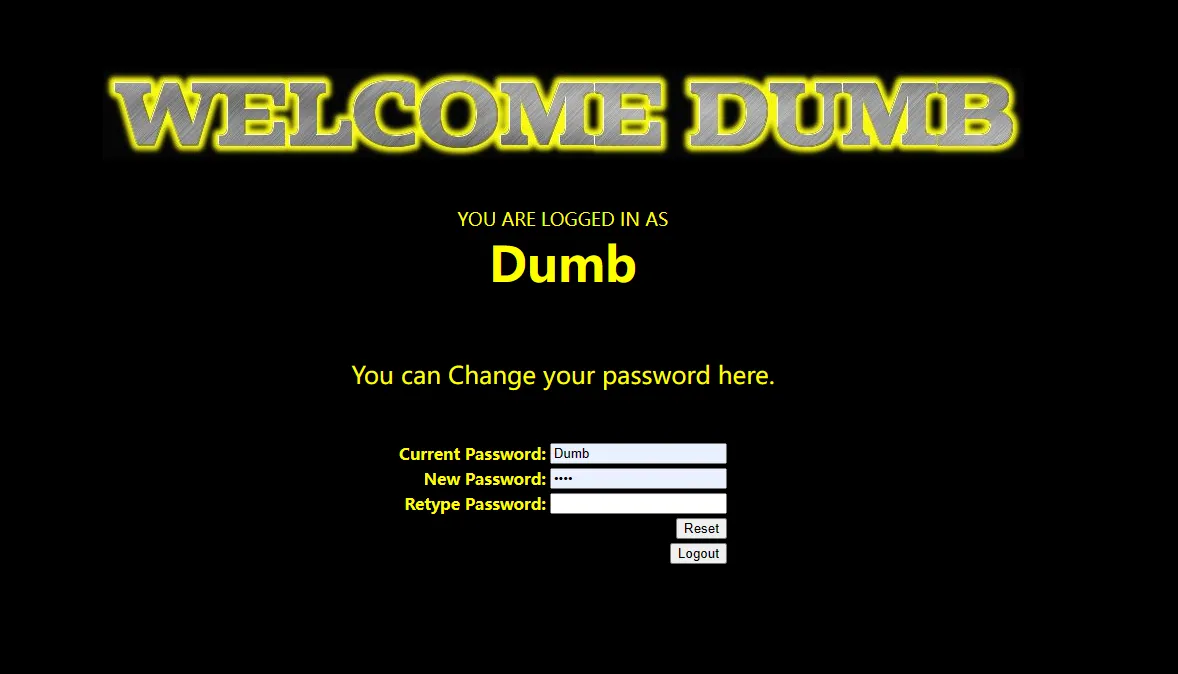 WELCOME DUMB
YOU ARE LOGGED IN AS
Dumb
You can Change your password here.
Current Password: Dumb
New Password: ••••
Retype Password:
Reset
Logout